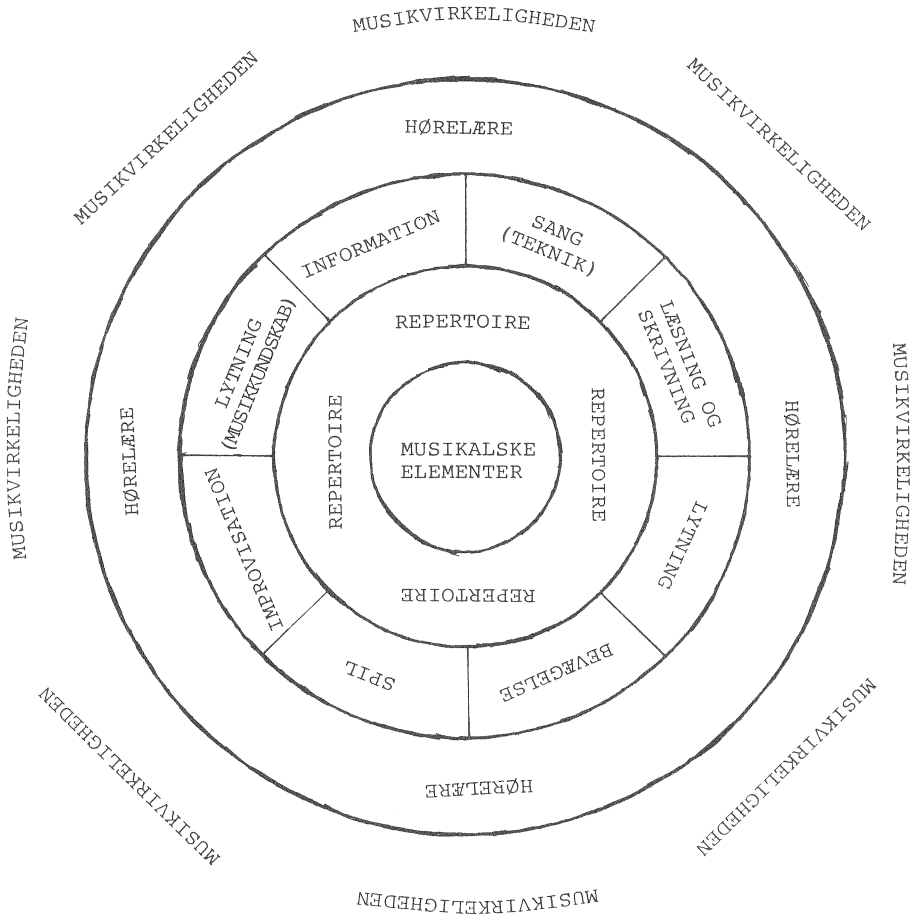 MUSIKVIRKELIGHEDEN
MUSIKVIRKELIGHEDEN
MUSIKVIRKELIGHEDEN
MUSIKVIRKELIGHEDEN
MUSIKVIRKELIGHEDEN
MUSIKVIRKELIGHEDEN
MUSIKVIRKELIGHEDEN
MUSIKVIRKELIGHEDEN
HØRELÆRE
HØRELÆRE
HØRELÆRE
HØRELÆRE
INFORMATION
SANG
(TEKNIK)
LÆSNING OG
SKRIVNING
LYTNING
BEVÆGELSE
SPIL
IMPROVISATION
LYTNING
(MUSIKKUNDSKAB)
REPERTOIRE
REPERTOIRE
REPERTOIRE
REPERTOIRE
MUSIKALSKE
ELEMENTER